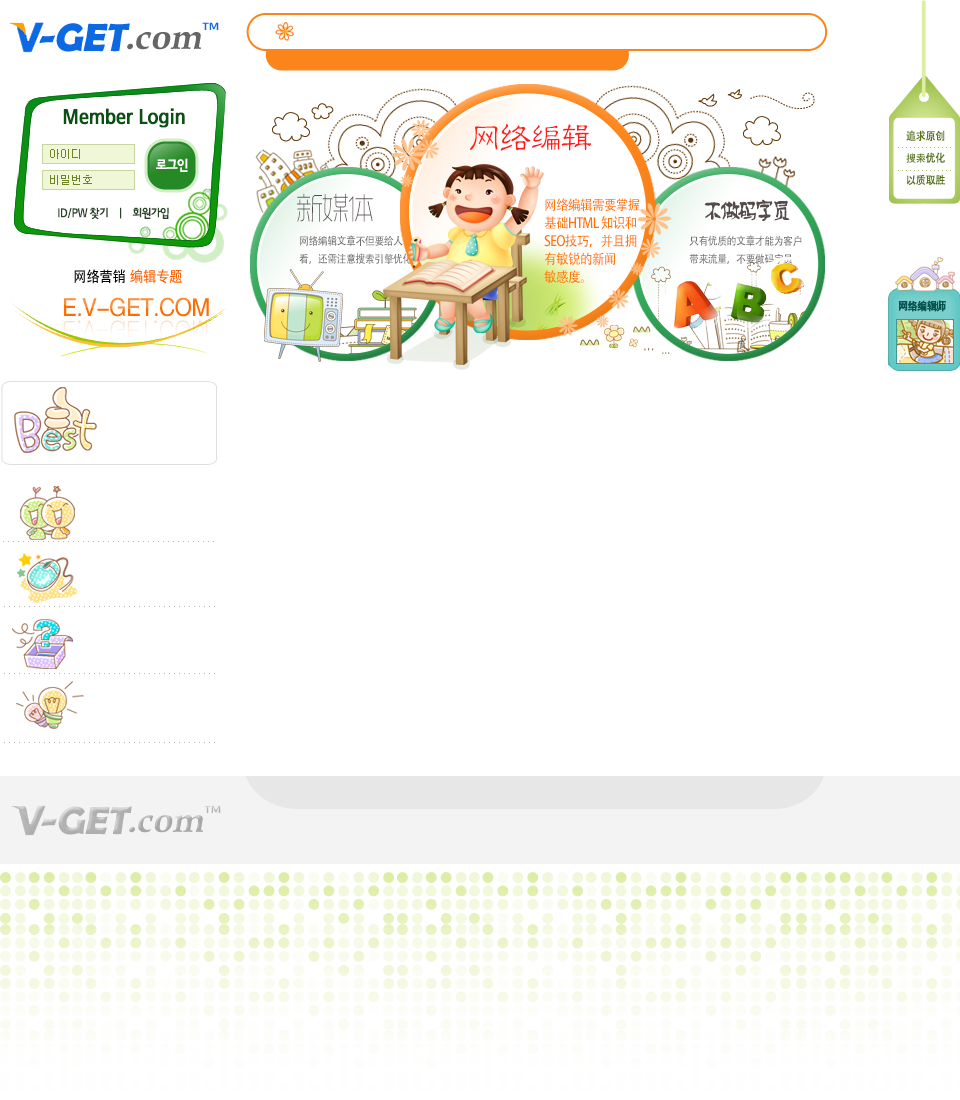 V-GET.com™
Member Login
아이디
비밀번호
로그인
ID/PW 찾기 | 회원가입
网络营销 编辑专题
E.V-GET.COM
Best
新媒体
网络编辑文章不但要给人
看，还需注意搜索引擎优化
网络编辑
网络编辑需要掌握
基础HTML 知识和
SEO技巧，并且拥
有敏锐的新闻
敏感度。
不做码字员
只有优质的文章才能为客户
带来流量，不要做码字员
A B C
追求原创
搜索优化
以质取胜
网络编辑师
V-GET.com™